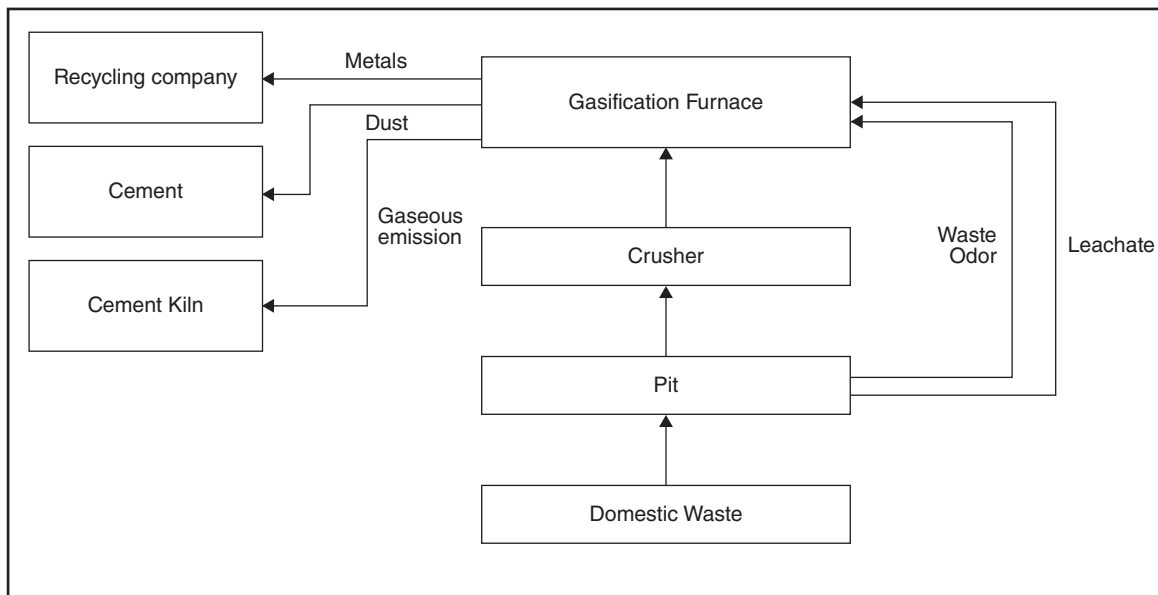 Recycling company
Metals
Gasification Furnace
Dust
Cement
Gaseous
emission
Crusher
Waste
Odor
Leachate
Cement Kiln
Pit
Domestic Waste